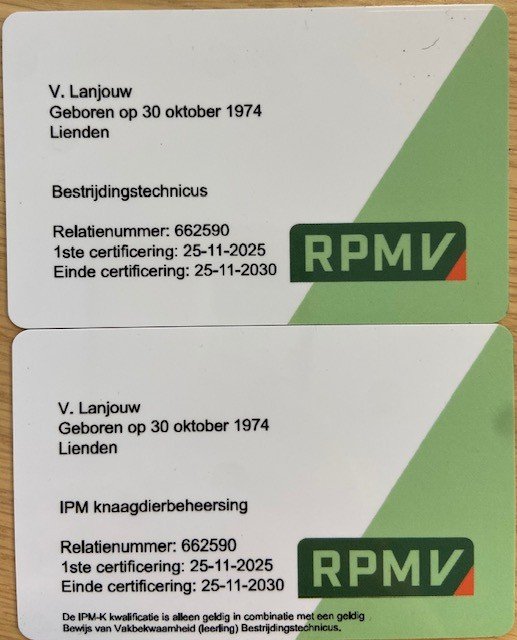 V. Lanjouw
Geboren op 30 oktober 1974
Lienden
Bestrijdingstechnicus
Relatienummer: 662590
1ste certificering: 25-11-2025
Einde certificering: 25-11-2030
RPMV
V. Lanjouw
Geboren op 30 oktober 1974
Lienden
IPM knaagdierbeheersing
Relatienummer: 662590
1ste certificering: 25-11-2025
Einde certificering: 25-11-2030
RPMV
De IPM-K kwalificatie is alleen geldig in combinatie met een geldig
Bewijs van Vakbekwaamheid (leerling) Bestrijdingstechnicus.